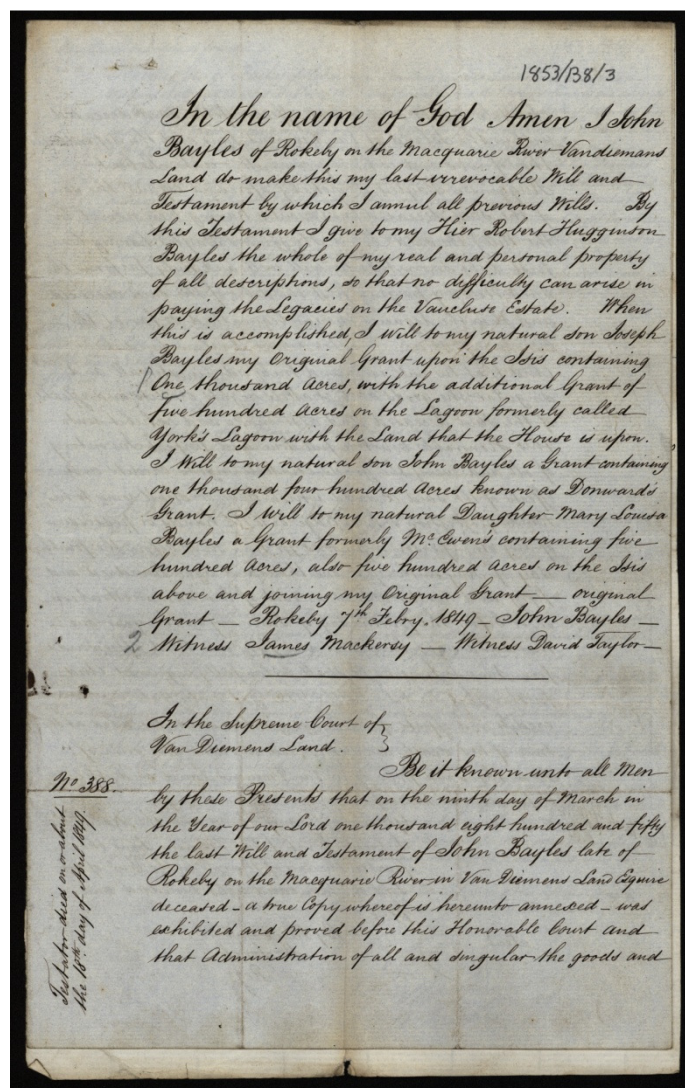 1853/B8/3
In the name of God Amen I John
Bayles of Rokeby on the Macquarie River Vandiemans
Land do make this my last irrevocable Will and
Testament by which I annul all previous Wills. By
this Testament I give to my Hier Robert Hugginson
Bayles the whole of my real and personal property
of all descriptions, so that no difficulty can arise in
paying the Legacies on the Vaucluse Estate. When
this is accomplished, I will to my natural son Joseph
Bayles my Original Grant upon the Isis containing
1 One thousand Acres, with the additional Grant of
five hundred Acres on the Lagoon formerly called
York's Lagoon with the Land that the House is upon.
I Will to my natural son John Bayles a Grant containing
one thousand four hundred Acres known as Donward's
Grant. I will to my natural Daughter Mary Louisa
Bayles a Grant formerly Mc.Ewen's containing five
hundred Acres, also five hundred Acres on the Isis
above and joining my Original Grant — original
Grant — Rokeby 7th Febry. 1849 — John Bayles —
2 Witness James Mackersy — Witness David Taylor —
In the Supreme Court of }
Van Diemens Land.
Be it known unto all Men
No 388.
by these Presents that on the ninth day of March in
the Year of our Lord one thousand eight hundred and fifty
the last Will and Testament of John Bayles late of
Rokeby on the Macquarie River in Van Diemens Land Esquire
deceased – a true Copy whereof is hereunto annexed – was
exhibited and proved before this Honorable Court and
that Administration of all and singular the goods and
Testator died on or about
the 10th day of April 1849.